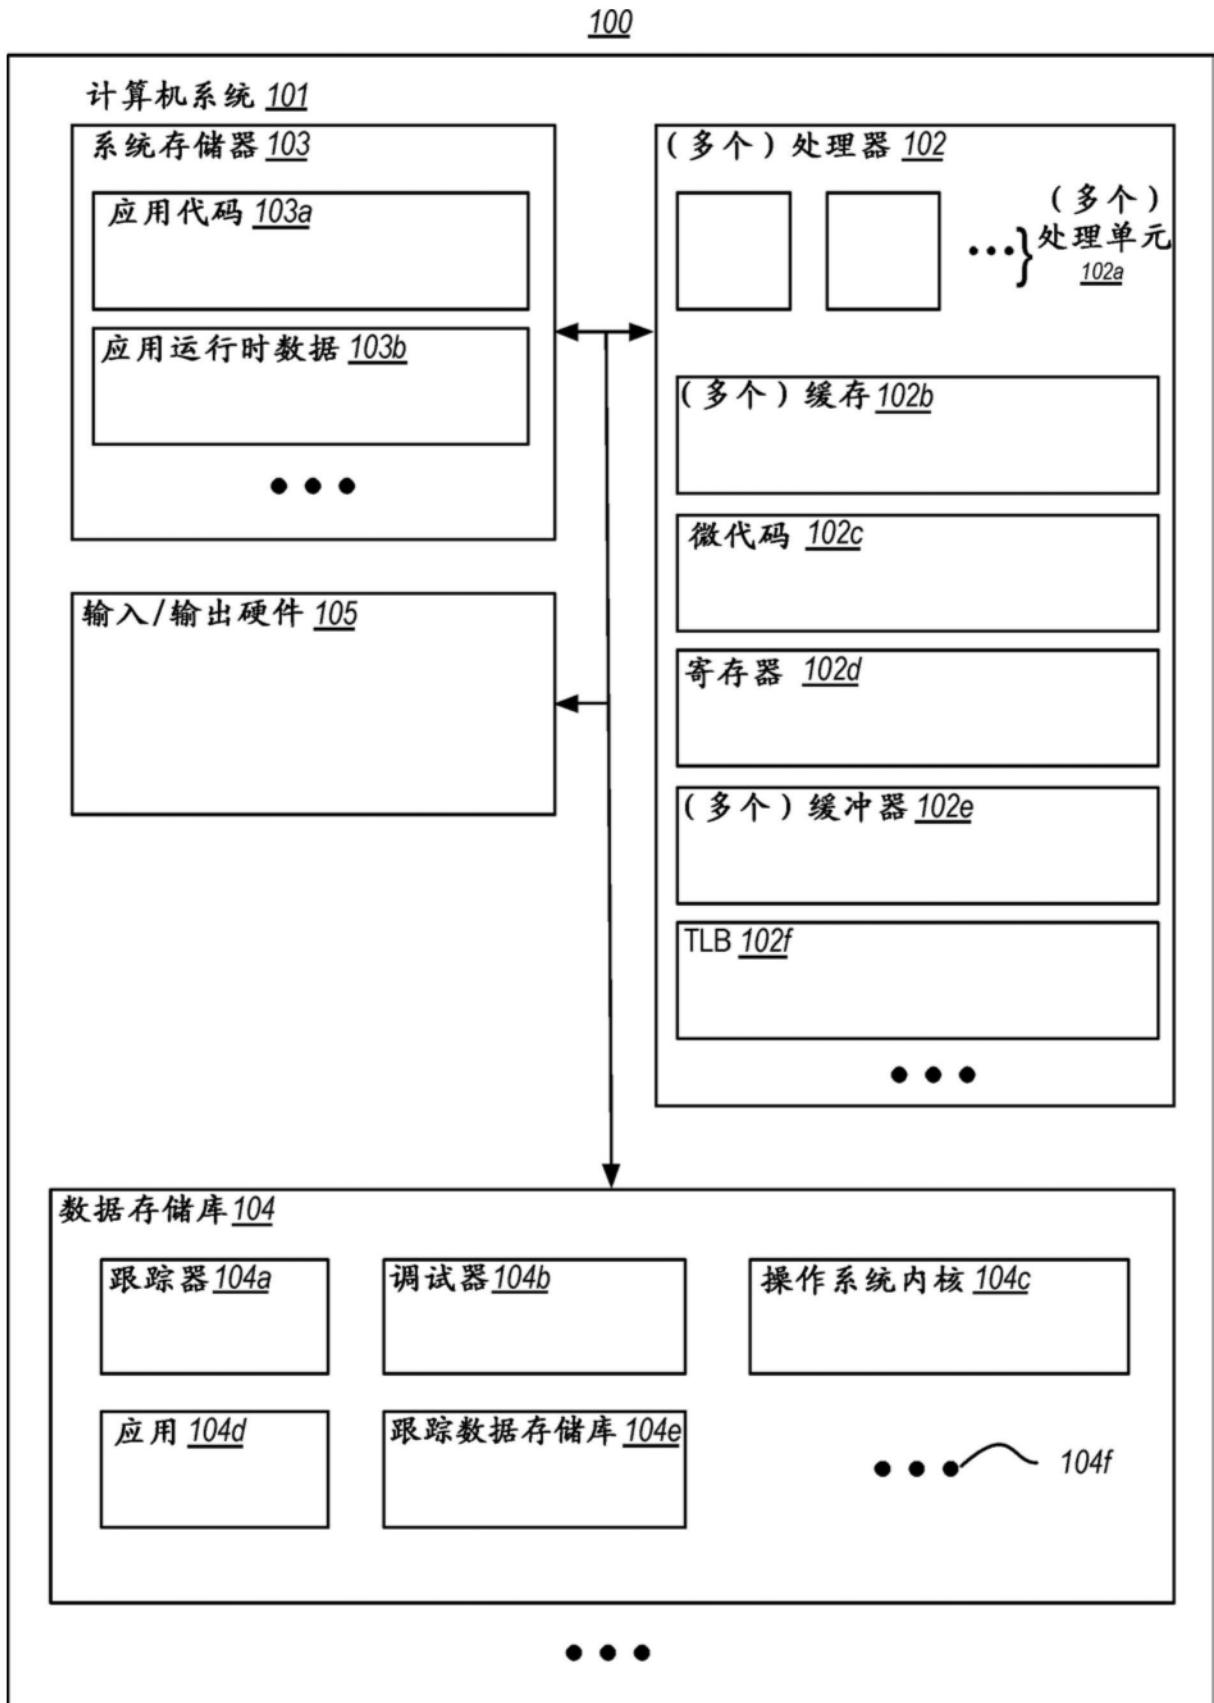 100
计算机系统 101
系统存储器 103
应用代码 103a
应用运行时数据 103b
输入/输出硬件 105
（多个）处理器 102
（多个）
处理单元
102a
（多个）缓存 102b
微代码 102c
寄存器 102d
（多个）缓冲器 102e
TLB 102f
数据存储库 104
跟踪器 104a
调试器 104b
操作系统内核 104c
应用 104d
跟踪数据存储库 104e
104f